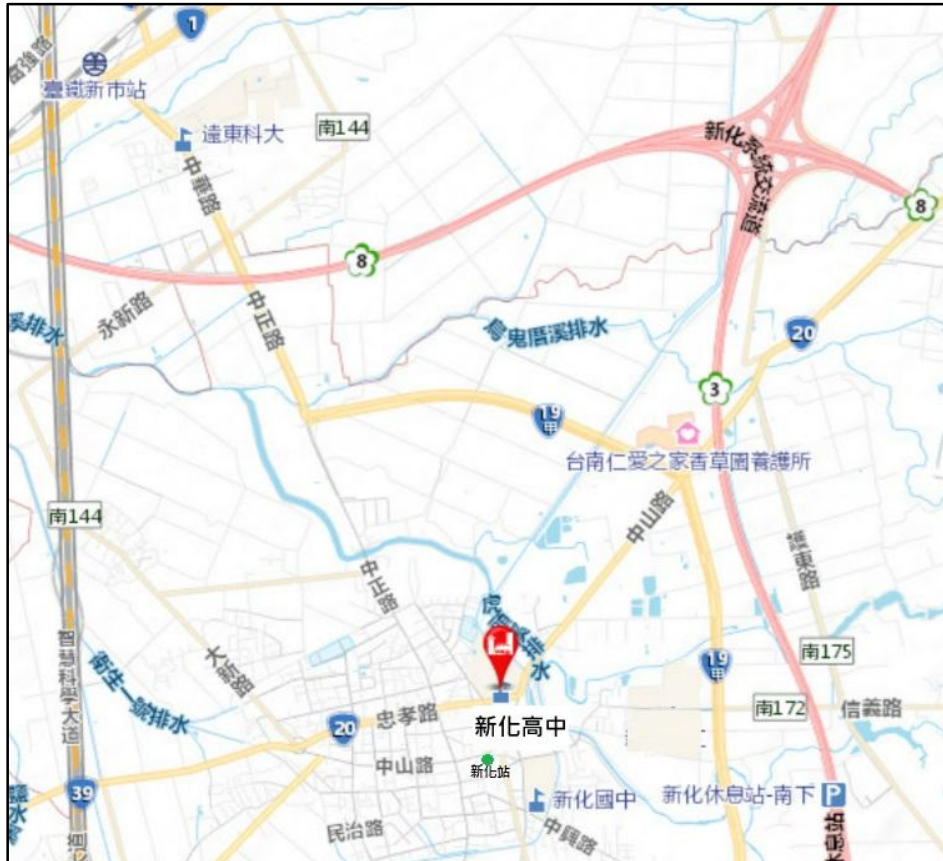 1
臺鐵新市站
遠東科大
南144
中華路
新化系統交流道
8
8
永新路
中正路
烏鬼厝溪排水
20
3
19甲
台南仁愛之家香草園養護所
南144
中山路
中正路
護東路
大新路
衛生一號排水
智慧科學大道
南175
19甲
忠孝路
20
新化高中
南172
信義路
中山路
新化站
39
新化國中
新化休息站-南下
P
民治路
中興路